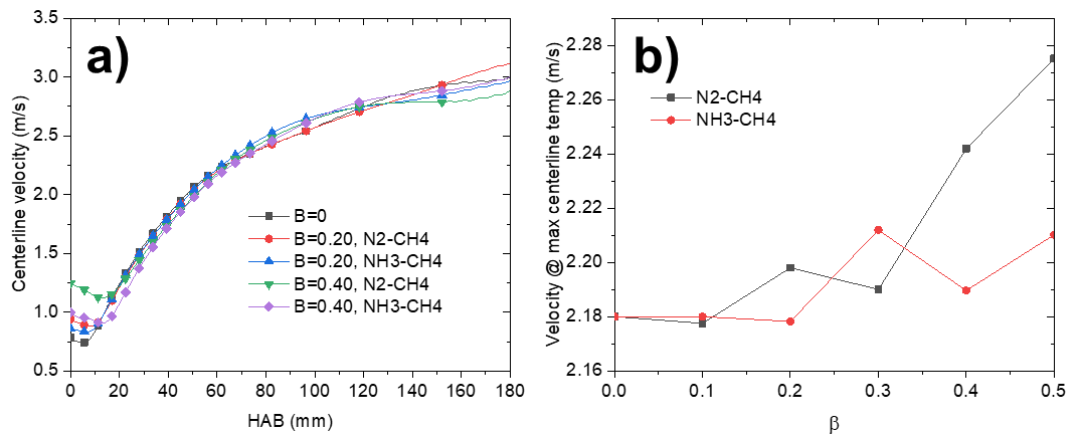 a)
3.5
3.0
2.5
2.0
1.5
1.0
0.5
Centerline velocity (m/s)
B=0
B=0.20, N2-CH4
B=0.20, NH3-CH4
B=0.40, N2-CH4
B=0.40, NH3-CH4
0 20 40 60 80 100 120 140 160 180
HAB (mm)
b)
2.28
2.26
2.24
2.22
2.20
2.18
2.16
Velocity @ max centerline temp (m/s)
N2-CH4
NH3-CH4
0.0 0.1 0.2 0.3 0.4 0.5
β